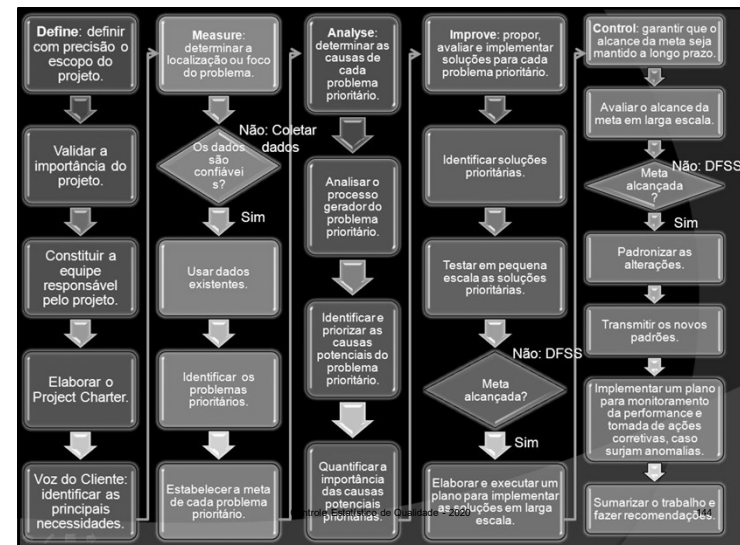 Define: definir
com precisão o
escopo do
projeto.
Validar a
importância do
projeto.
Constituir a
equipe
responsável
pelo projeto.
Elaborar o
Project Charter.
Voz do Cliente:
identificar as
principais
necessidades.
Measure:
determinar a
localização ou foco
do problema.
Não: Coletar
dados
Os dados
são
confiávei
s?
Sim
Usar dados
existentes.
Identificar os
problemas
prioritários.
Estabelecer a meta
de cada problema
prioritário.
Analyse:
determinar as
causas de
cada
problema
prioritário.
Analisar o
processo
gerador do
problema
prioritário.
Identificar e
priorizar as
causas
potenciais do
problema
prioritário.
Quantificar a
importância
das causas
potenciais
prioritárias.
Improve: propor,
avaliar e implementar
soluções para cada
problema prioritário.
Identificar soluções
prioritárias.
Testar em pequena
escala as soluções
prioritárias.
Não: DFSS
Meta
alcançada?
Sim
Elaborar e executar um
plano para implementar
as soluções em larga
escala.
Control: garantir que o
alcance da meta seja
mantido a longo prazo.
Avaliar o alcance da
meta em larga escala.
Não: DFSS
Meta
alcançada
?
Sim
Padronizar as
alterações.
Transmitir os novos
padrões.
Implementar um plano
para monitoramento
da performance e
tomada de ações
corretivas, caso
surjam anomalias.
Sumarizar o trabalho e
fazer recomendações.
Controle Estatístico de Qualidade - 2020
144